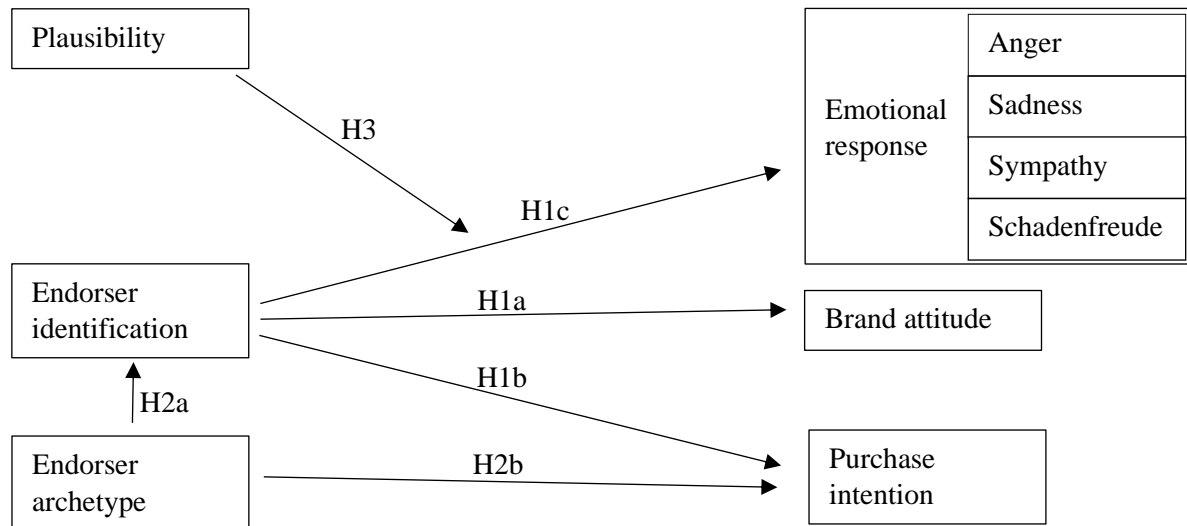 Plausibility
H3
Emotional
response
Anger
Sadness
Sympathy
Schadenfreude
H1c
Endorser
identification
H1a
Brand attitude
H1b
H2a
Endorser
archetype
H2b
Purchase
intention